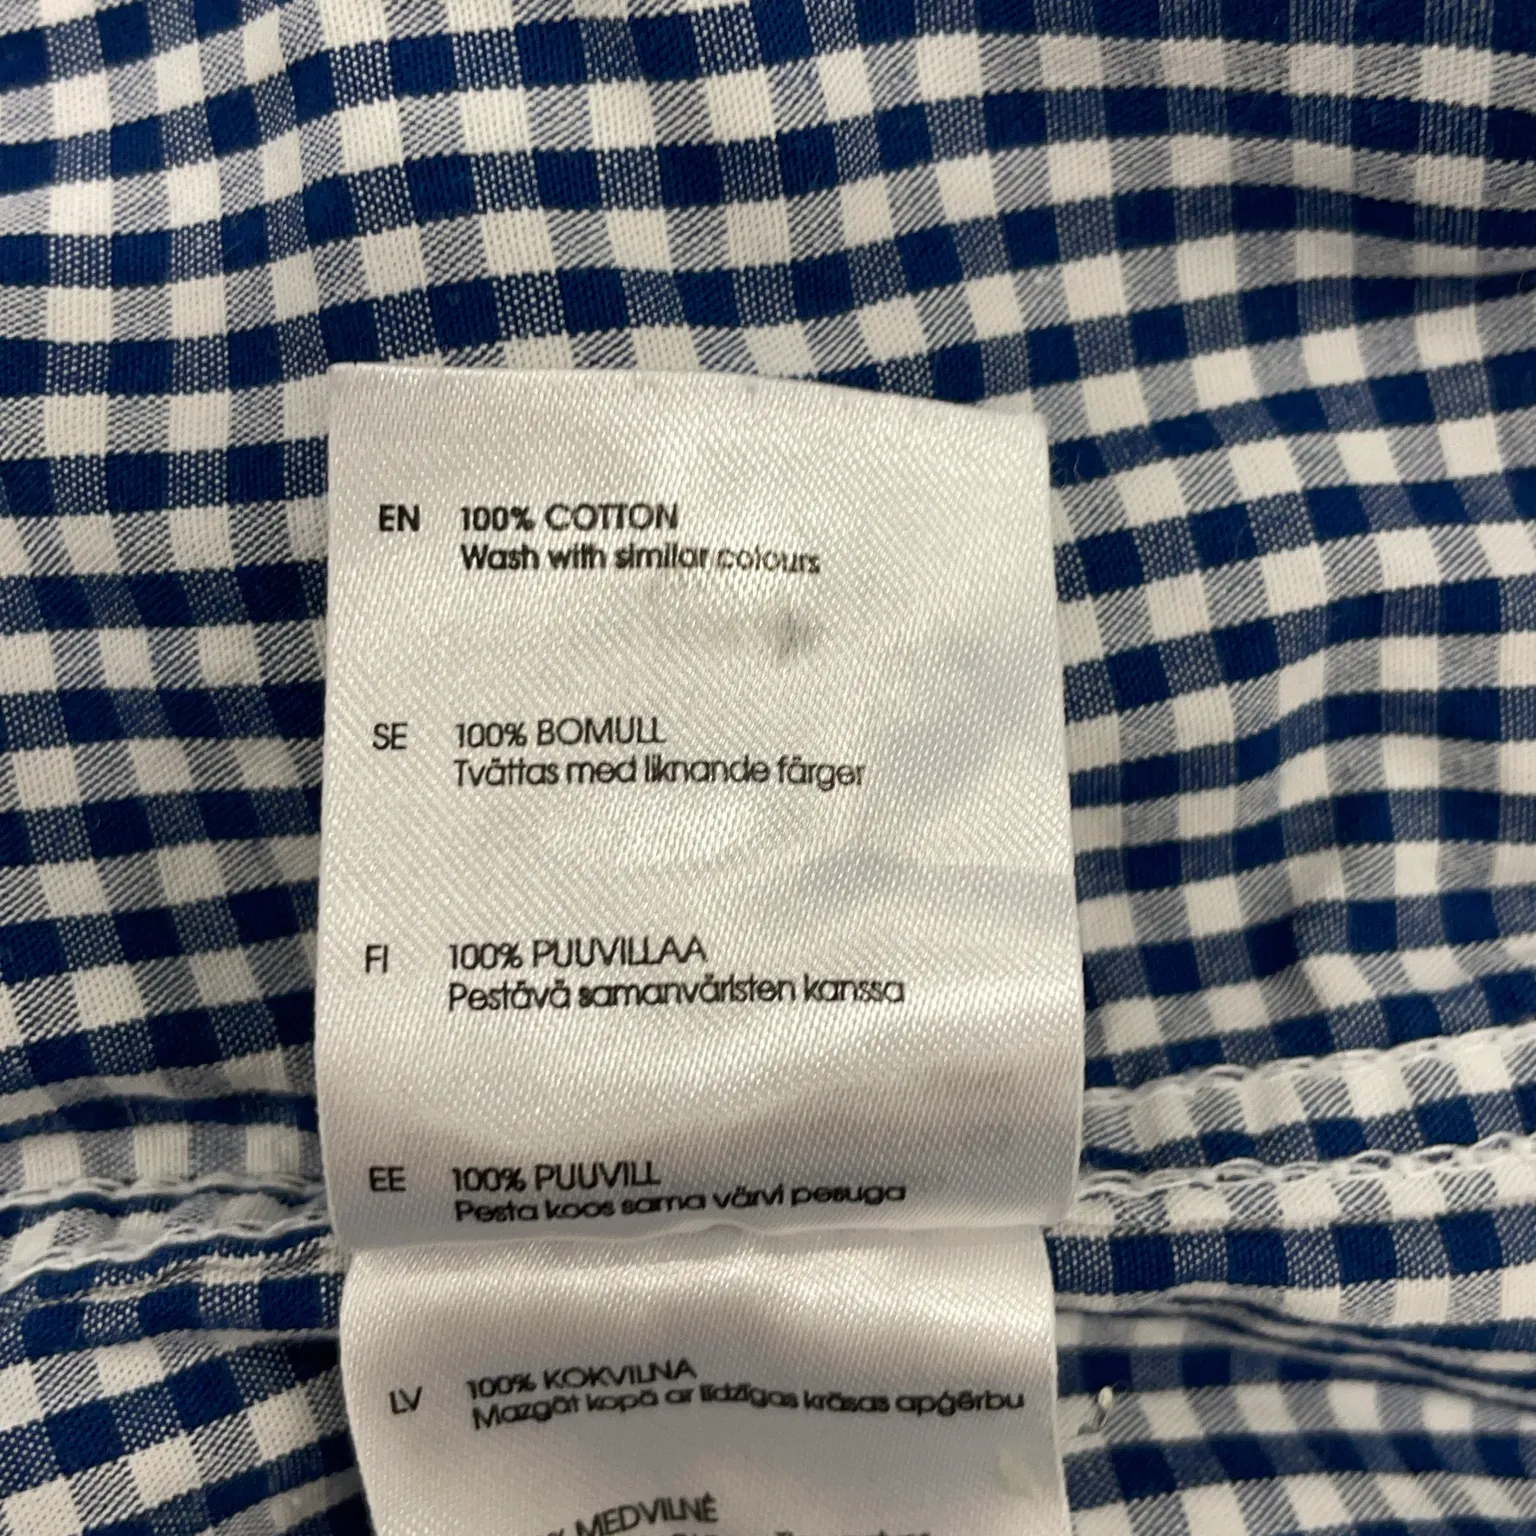 EN 100% COTTON
Wash with similar colours
SE 100% BOMULL
Tvättas med liknande färger
FI 100% PUUVILLAA
Pestävä samanväristen kanssa
EE 100% PUUVILL
Pesta koos sama värvi pesuga
LV 100% KOKVILNA
Mazgāt kopā ar līdzīgas krāsas apģērbu
% MEDVILNĖ